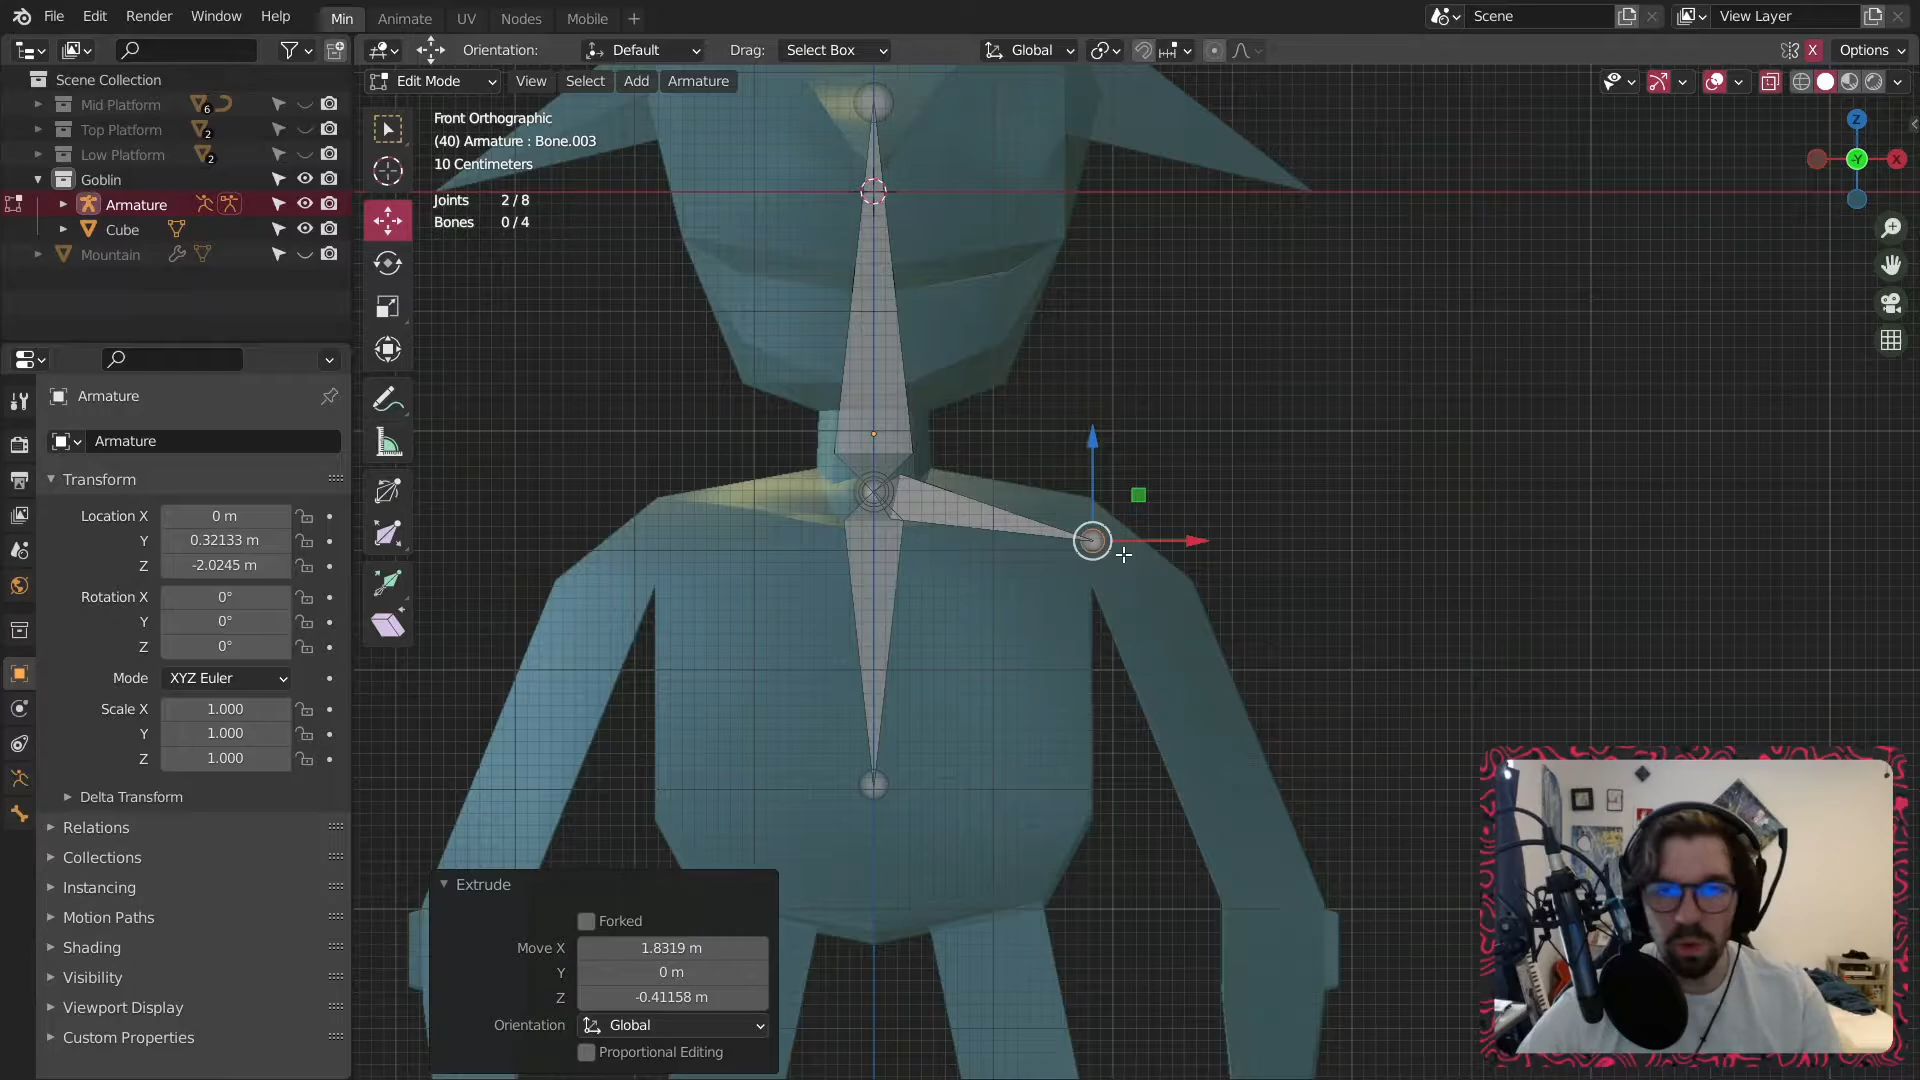 File Edit Armature Window Help Min Animate UV Nodes Mobile + Scene View Layer
Orientation: Default Drag: Select Box Global X Options
Scene Collection
Mid Platform 6
Top Platform 2
Low Platform 2
Goblin
Armature
Cube
Mountain
Edit Mode View Select Add Armature
Front Orthographic
(40) Armature : Bone.003
10 Centimeters
Joints 2 / 8
Bones 0 / 4
Z
-Y X
Armature
Armature
Transform
Location X 0 m
Y 0.32133 m
Z -2.0245 m
Rotation X 0°
Y 0°
Z 0°
Mode XYZ Euler
Scale X 1.000
Y 1.000
Z 1.000
Delta Transform
Relations
Collections
Instancing
Motion Paths
Shading
Visibility
Viewport Display
Custom Properties
Extrude
Forked
Move X 1.8319 m
Y 0 m
Z -0.41158 m
Orientation Global
Proportional Editing